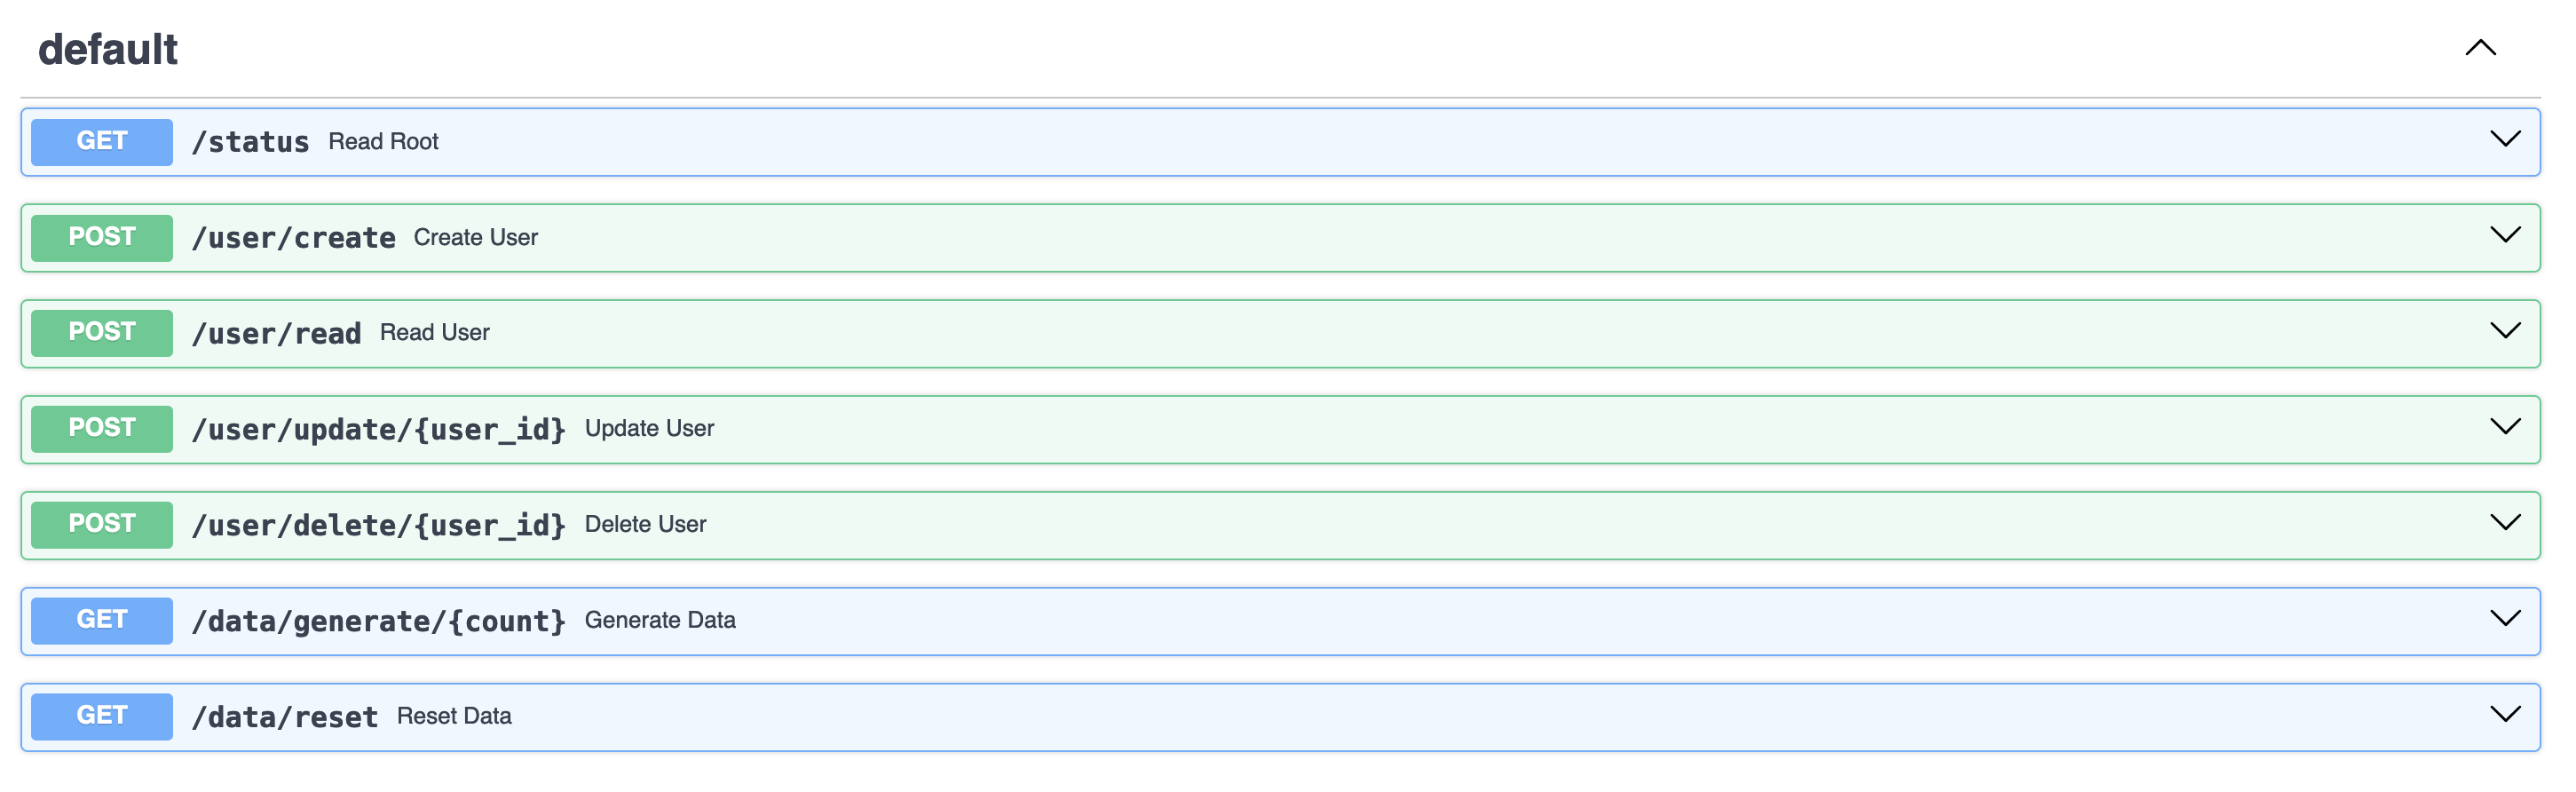 default
GET /status Read Root
POST /user/create Create User
POST /user/read Read User
POST /user/update/{user_id} Update User
POST /user/delete/{user_id} Delete User
GET /data/generate/{count} Generate Data
GET /data/reset Reset Data